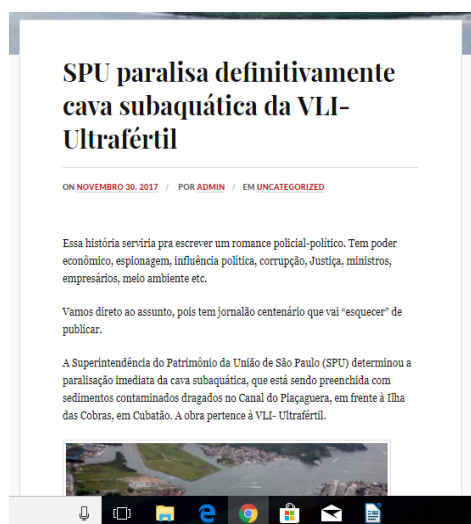 SPU paralisa definitivamente
cava subaquática da VLI-
Ultrafértil
ON NOVEMBRO 30, 2017 / POR ADMIN / EM UNCATEGORIZED
Essa história serviria pra escrever um romance policial-político. Tem poder
econômico, espionagem, influência política, corrupção, Justiça, ministros,
empresários, meio ambiente etc.
Vamos direto ao assunto, pois tem jornalão centenário que vai “esquecer” de
publicar.
A Superintendência do Patrimônio da União de São Paulo (SPU) determinou a
paralisação imediata da cava subaquática, que está sendo preenchida com
sedimentos contaminados dragados no Canal do Piaçaguera, em frente à Ilha
das Cobras, em Cubatão. A obra pertence à VLI- Ultrafértil.